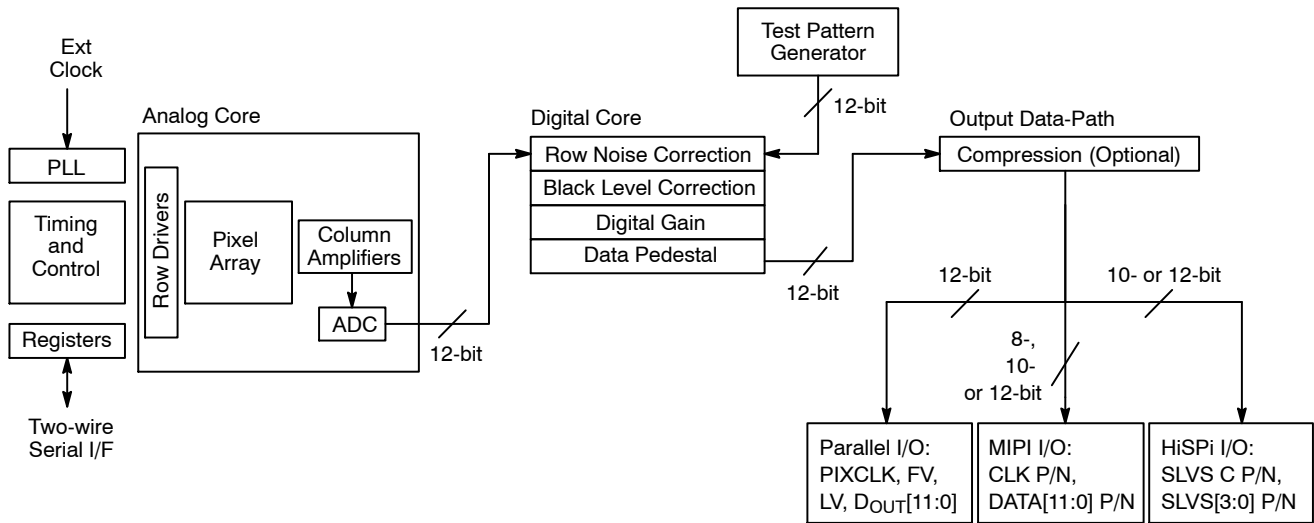 Ext
Clock
PLL
Timing
and
Control
Registers
Two-wire
Serial I/F
Analog Core
Row Drivers
Pixel
Array
Column
Amplifiers
ADC
12-bit
Test Pattern
Generator
12-bit
Digital Core
Row Noise Correction
Black Level Correction
Digital Gain
Data Pedestal
12-bit
Output Data-Path
Compression (Optional)
12-bit
8-,
10-
or 12-bit
10- or 12-bit
Parallel I/O:
PIXCLK, FV,
LV, DOUT[11:0]
MIPI I/O:
CLK P/N,
DATA[11:0] P/N
HiSPi I/O:
SLVS C P/N,
SLVS[3:0] P/N